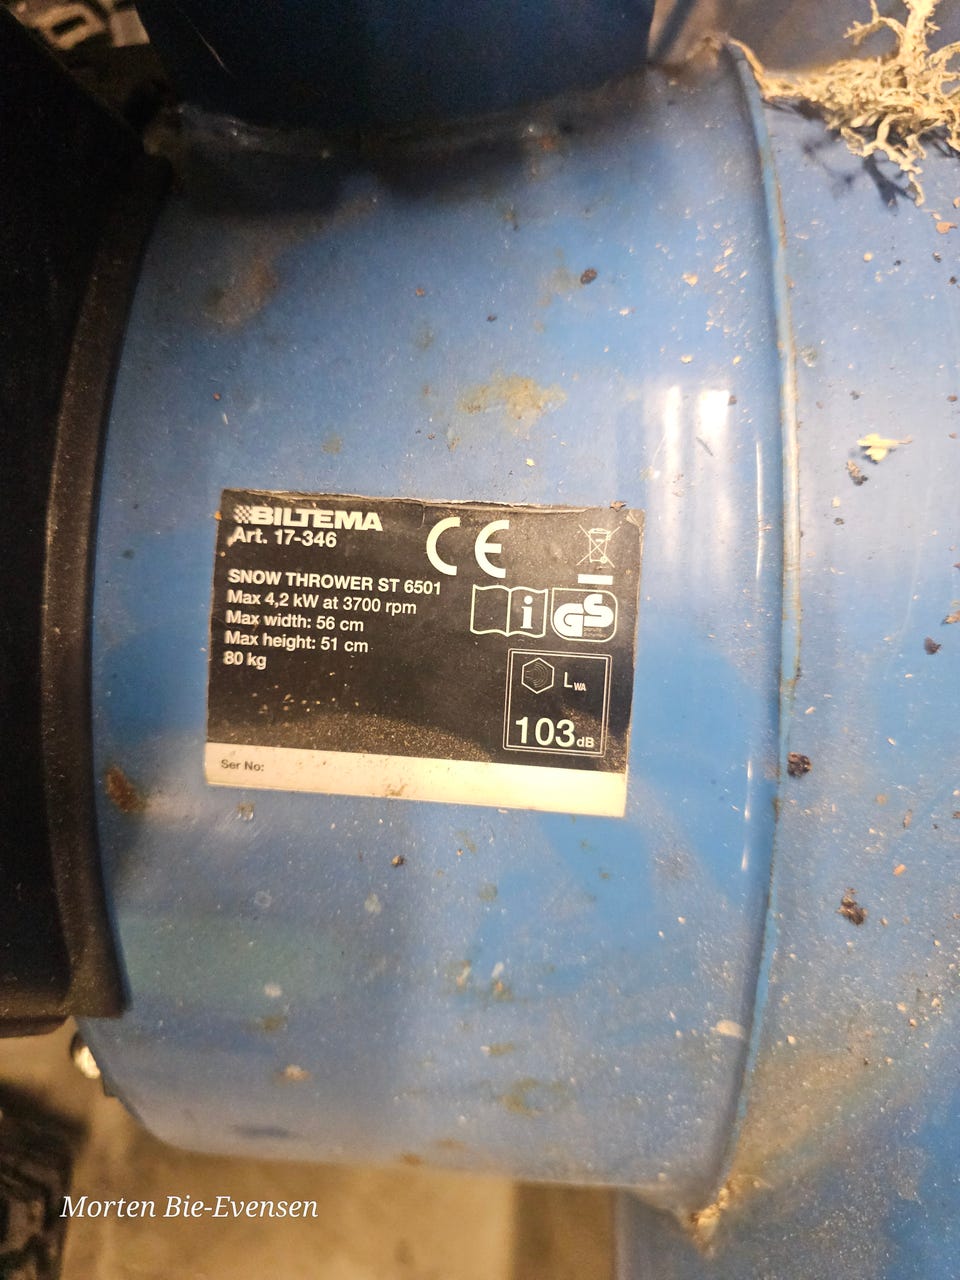 BILTEMA
Art. 17-346
CE
SNOW THROWER ST 6501
Max 4,2 kW at 3700 rpm
Max width: 56 cm
Max height: 51 cm
80 kg
i
GS
LWA
103dB
Ser No:
Morten Bie-Evensen